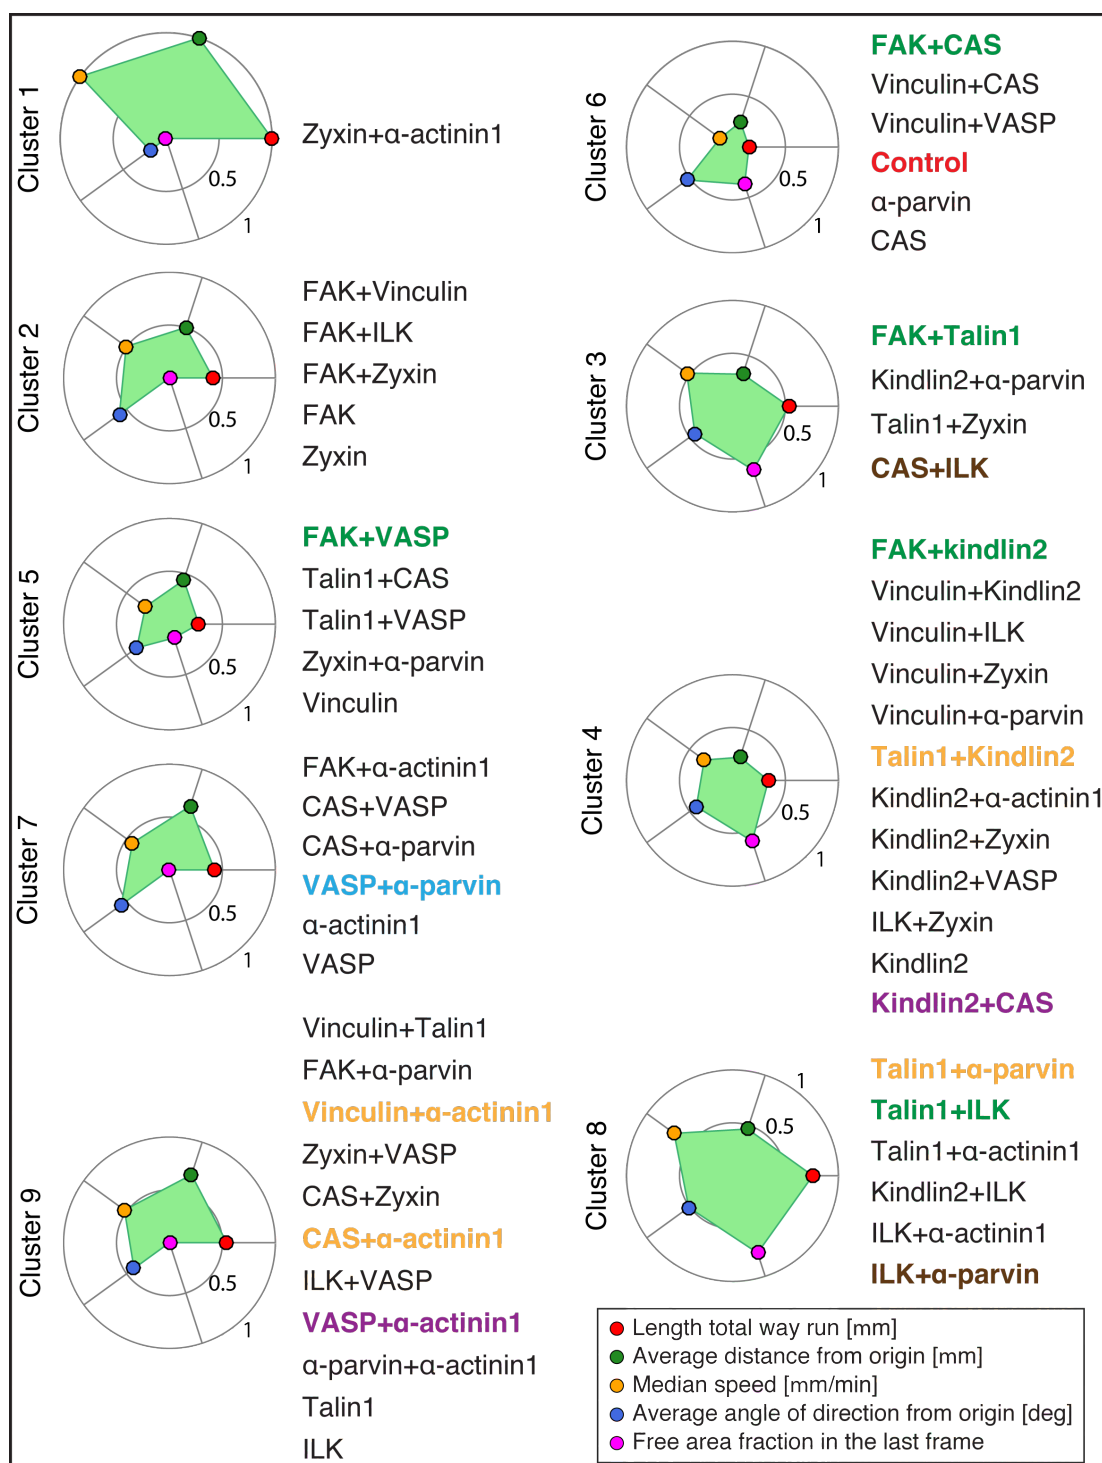 Cluster 1
0.5
1
Zyxin+α-actinin1
Cluster 2
0.5
1
FAK+Vinculin
FAK+ILK
FAK+Zyxin
FAK
Zyxin
Cluster 5
0.5
1
FAK+VASP
Talin1+CAS
Talin1+VASP
Zyxin+α-parvin
Vinculin
Cluster 7
0.5
1
FAK+α-actinin1
CAS+VASP
CAS+α-parvin
VASP+α-parvin
α-actinin1
VASP
Cluster 9
0.5
1
Vinculin+Talin1
FAK+α-parvin
Vinculin+α-actinin1
Zyxin+VASP
CAS+Zyxin
CAS+α-actinin1
ILK+VASP
VASP+α-actinin1
α-parvin+α-actinin1
Talin1
ILK
Cluster 6
0.5
1
FAK+CAS
Vinculin+CAS
Vinculin+VASP
Control
α-parvin
CAS
Cluster 3
0.5
1
FAK+Talin1
Kindlin2+α-parvin
Talin1+Zyxin
CAS+ILK
Cluster 4
0.5
1
FAK+kindlin2
Vinculin+Kindlin2
Vinculin+ILK
Vinculin+Zyxin
Vinculin+α-parvin
Talin1+Kindlin2
Kindlin2+α-actinin1
Kindlin2+Zyxin
Kindlin2+VASP
ILK+Zyxin
Kindlin2
Kindlin2+CAS
Cluster 8
1
0.5
Talin1+α-parvin
Talin1+ILK
Talin1+α-actinin1
Kindlin2+ILK
ILK+α-actinin1
ILK+α-parvin
Length total way run [mm]
Average distance from origin [mm]
Median speed [mm/min]
Average angle of direction from origin [deg]
Free area fraction in the last frame